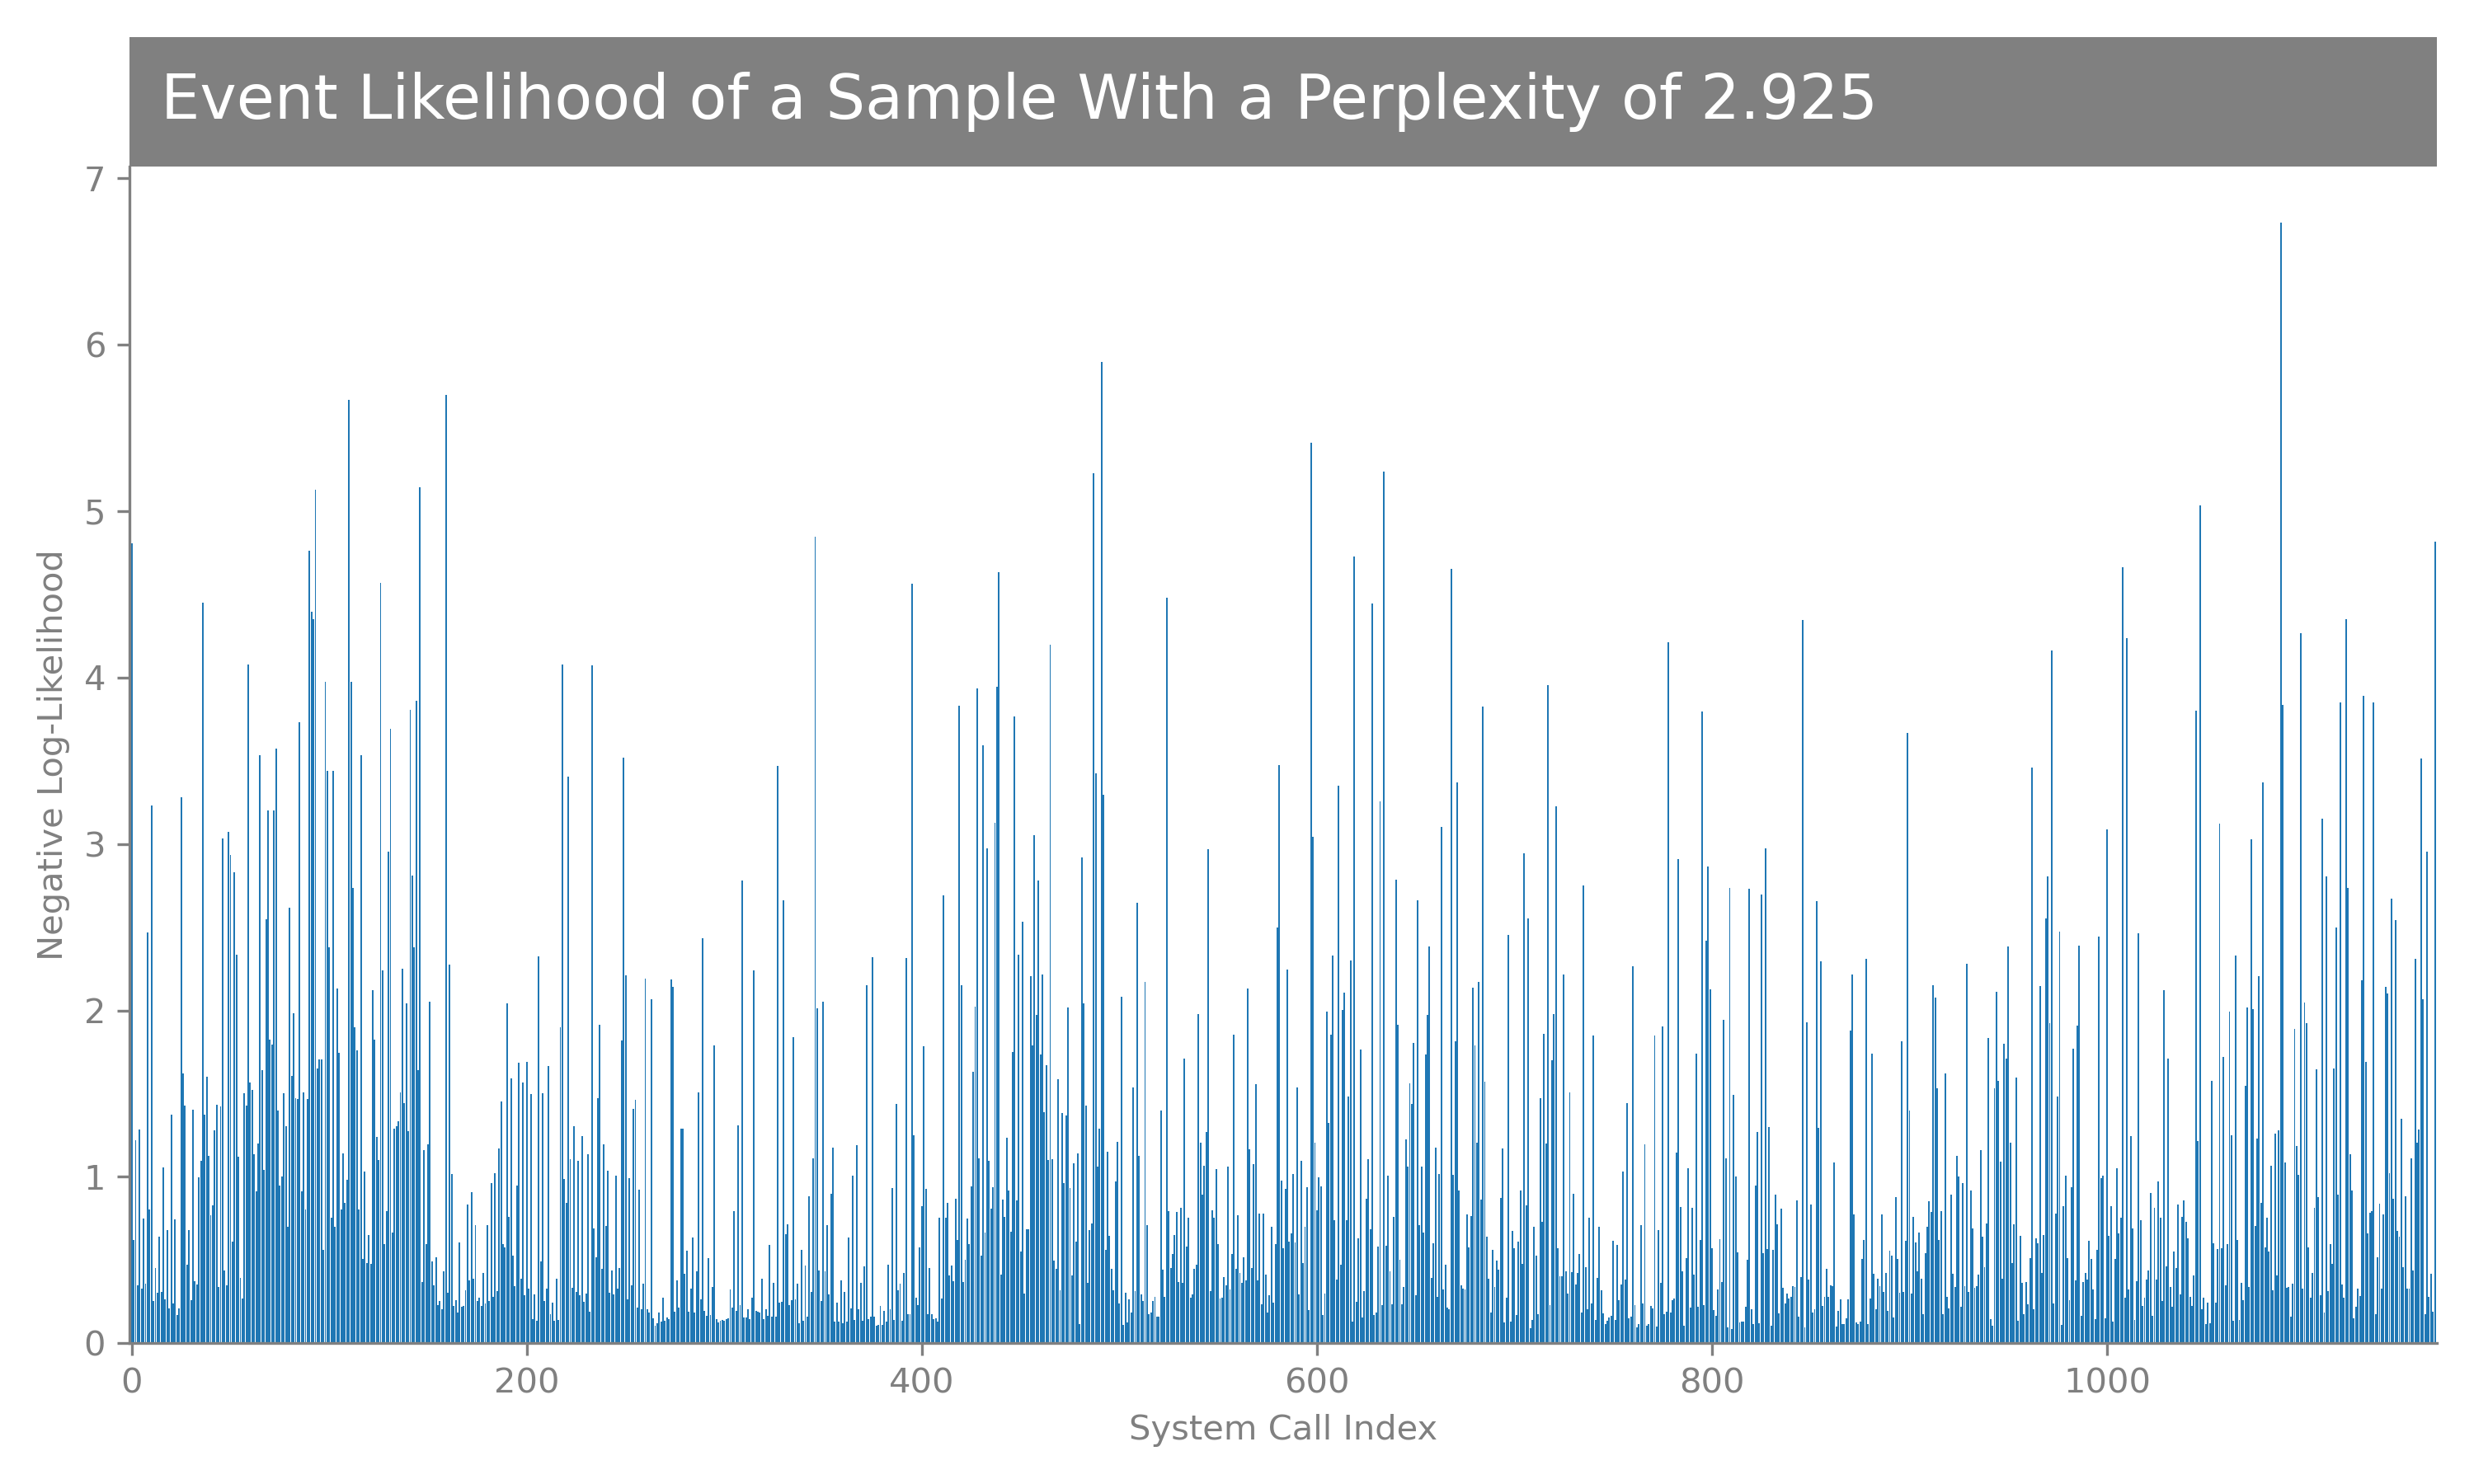 Event Likelihood of a Sample With a Perplexity of 2.925
7
6
5
4
3
2
1
0
Negative Log-Likelihood
0 200 400 600 800 1000
System Call Index